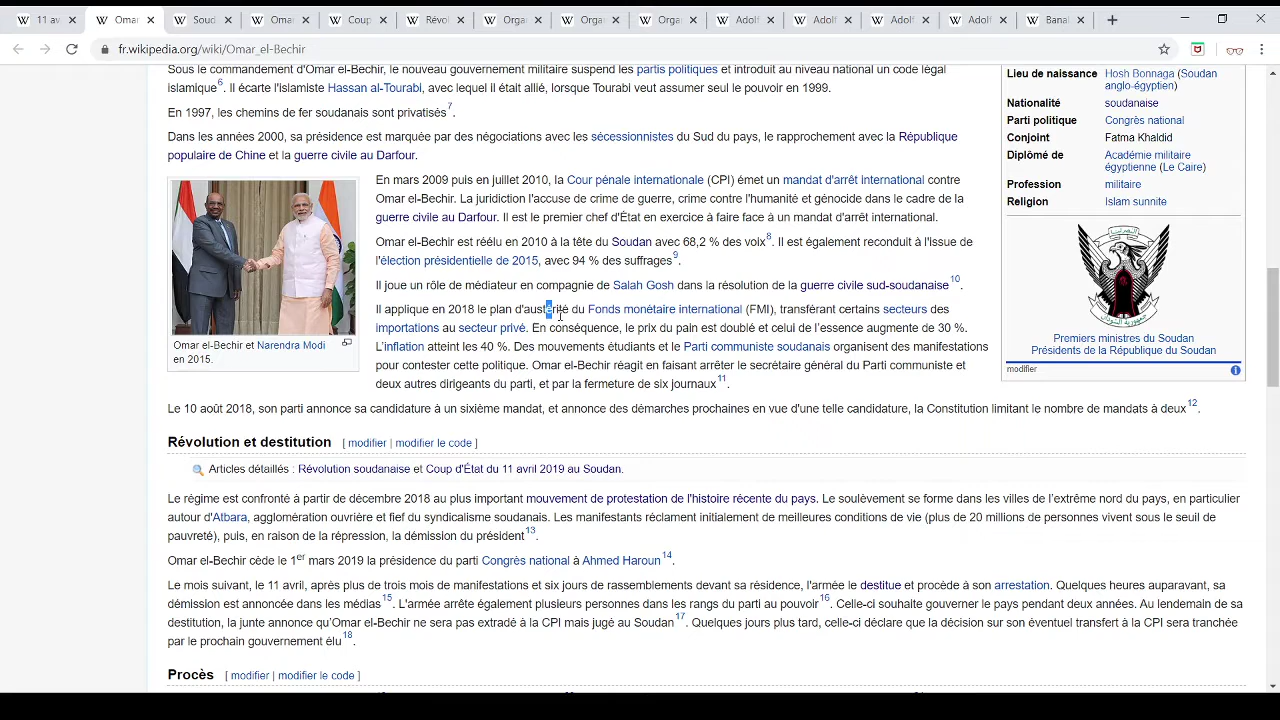 11 av
Omar
Soud
Omar
Coup
Révol
Organ
Organ
Organ
Adolf
Adolf
Adolf
Adolf
Banal
fr.wikipedia.org/wiki/Omar_el-Bechir
Sous le commandement d'Omar el-Bechir, le nouveau gouvernement militaire suspend les partis politiques et introduit au niveau national un code légal
islamique6. Il écarte l'islamiste Hassan al-Tourabi, avec lequel il était allié, lorsque Tourabi veut assumer seul le pouvoir en 1999.
En 1997, les chemins de fer soudanais sont privatisés7.
Dans les années 2000, sa présidence est marquée par des négociations avec les sécessionnistes du Sud du pays, le rapprochement avec la République
populaire de Chine et la guerre civile au Darfour.
En mars 2009 puis en juillet 2010, la Cour pénale internationale (CPI) émet un mandat d'arrêt international contre
Omar el-Bechir. La juridiction l'accuse de crime de guerre, crime contre l'humanité et génocide dans le cadre de la
guerre civile au Darfour. Il est le premier chef d'État en exercice à faire face à un mandat d'arrêt international.
Omar el-Bechir est réélu en 2010 à la tête du Soudan avec 68,2 % des voix8. Il est également reconduit à l'issue de
l'élection présidentielle de 2015, avec 94 % des suffrages9.
Il joue un rôle de médiateur en compagnie de Salah Gosh dans la résolution de la guerre civile sud-soudanaise10.
Il applique en 2018 le plan d'austérité du Fonds monétaire international (FMI), transférant certains secteurs des
importations au secteur privé. En conséquence, le prix du pain est doublé et celui de l'essence augmente de 30 %.
L'inflation atteint les 40 %. Des mouvements étudiants et le Parti communiste soudanais organisent des manifestations
pour contester cette politique. Omar el-Bechir réagit en faisant arrêter le secrétaire général du Parti communiste et
deux autres dirigeants du parti, et par la fermeture de six journaux11.
Omar el-Bechir et Narendra Modi
en 2015.
Le 10 août 2018, son parti annonce sa candidature à un sixième mandat, et annonce des démarches prochaines en vue d'une telle candidature, la Constitution limitant le nombre de mandats à deux12.
Révolution et destitution [ modifier | modifier le code ]
Articles détaillés : Révolution soudanaise et Coup d'État du 11 avril 2019 au Soudan.
Le régime est confronté à partir de décembre 2018 au plus important mouvement de protestation de l'histoire récente du pays. Le soulèvement se forme dans les villes de l'extrême nord du pays, en particulier
autour d'Atbara, agglomération ouvrière et fief du syndicalisme soudanais. Les manifestants réclament initialement de meilleures conditions de vie (plus de 20 millions de personnes vivent sous le seuil de
pauvreté), puis, en raison de la répression, la démission du président13.
Omar el-Bechir cède le 1er mars 2019 la présidence du parti Congrès national à Ahmed Haroun14.
Le mois suivant, le 11 avril, après plus de trois mois de manifestations et six jours de rassemblements devant sa résidence, l'armée le destitue et procède à son arrestation. Quelques heures auparavant, sa
démission est annoncée dans les médias15. L'armée arrête également plusieurs personnes dans les rangs du parti au pouvoir16. Celle-ci souhaite gouverner le pays pendant deux années. Au lendemain de sa
destitution, la junte annonce qu'Omar el-Bechir ne sera pas extradé à la CPI mais jugé au Soudan17. Quelques jours plus tard, celle-ci déclare que la décision sur son éventuel transfert à la CPI sera tranchée
par le prochain gouvernement élu18.
Procès [ modifier | modifier le code ]
Lieu de naissance Hosh Bonnaga (Soudan
anglo-égyptien)
Nationalité soudanaise
Parti politique Congrès national
Conjoint Fatma Khaldid
Diplômé de Académie militaire
égyptienne (Le Caire)
Profession militaire
Religion Islam sunnite
Premiers ministres du Soudan
Présidents de la République du Soudan
modifier